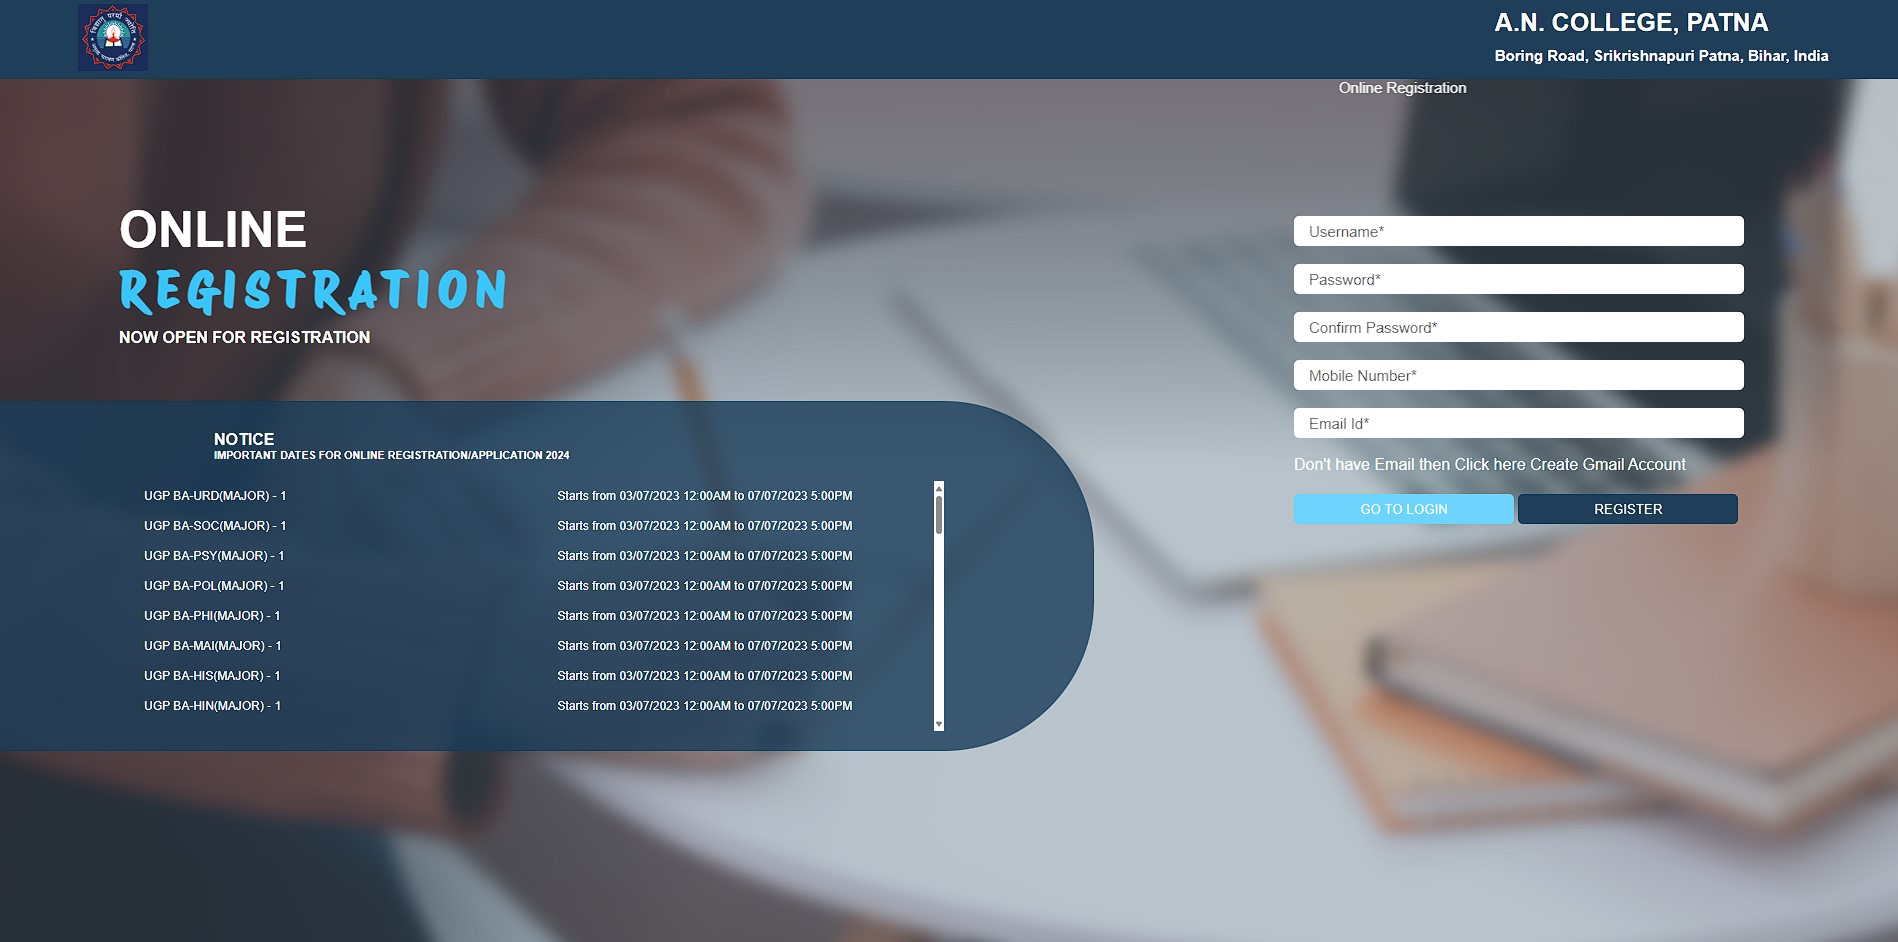 A.N. COLLEGE, PATNA
Boring Road, Srikrishnapuri Patna, Bihar, India
Online Registration
ONLINE
REGISTRATION
NOW OPEN FOR REGISTRATION
NOTICE
IMPORTANT DATES FOR ONLINE REGISTRATION/APPLICATION 2024
UGP BA-URD(MAJOR) - 1 Starts from 03/07/2023 12:00AM to 07/07/2023 5:00PM
UGP BA-SOC(MAJOR) - 1 Starts from 03/07/2023 12:00AM to 07/07/2023 5:00PM
UGP BA-PSY(MAJOR) - 1 Starts from 03/07/2023 12:00AM to 07/07/2023 5:00PM
UGP BA-POL(MAJOR) - 1 Starts from 03/07/2023 12:00AM to 07/07/2023 5:00PM
UGP BA-PHI(MAJOR) - 1 Starts from 03/07/2023 12:00AM to 07/07/2023 5:00PM
UGP BA-MAI(MAJOR) - 1 Starts from 03/07/2023 12:00AM to 07/07/2023 5:00PM
UGP BA-HIS(MAJOR) - 1 Starts from 03/07/2023 12:00AM to 07/07/2023 5:00PM
UGP BA-HIN(MAJOR) - 1 Starts from 03/07/2023 12:00AM to 07/07/2023 5:00PM
Username*
Password*
Confirm Password*
Mobile Number*
Email Id*
Don't have Email then Click here Create Gmail Account
GO TO LOGIN REGISTER